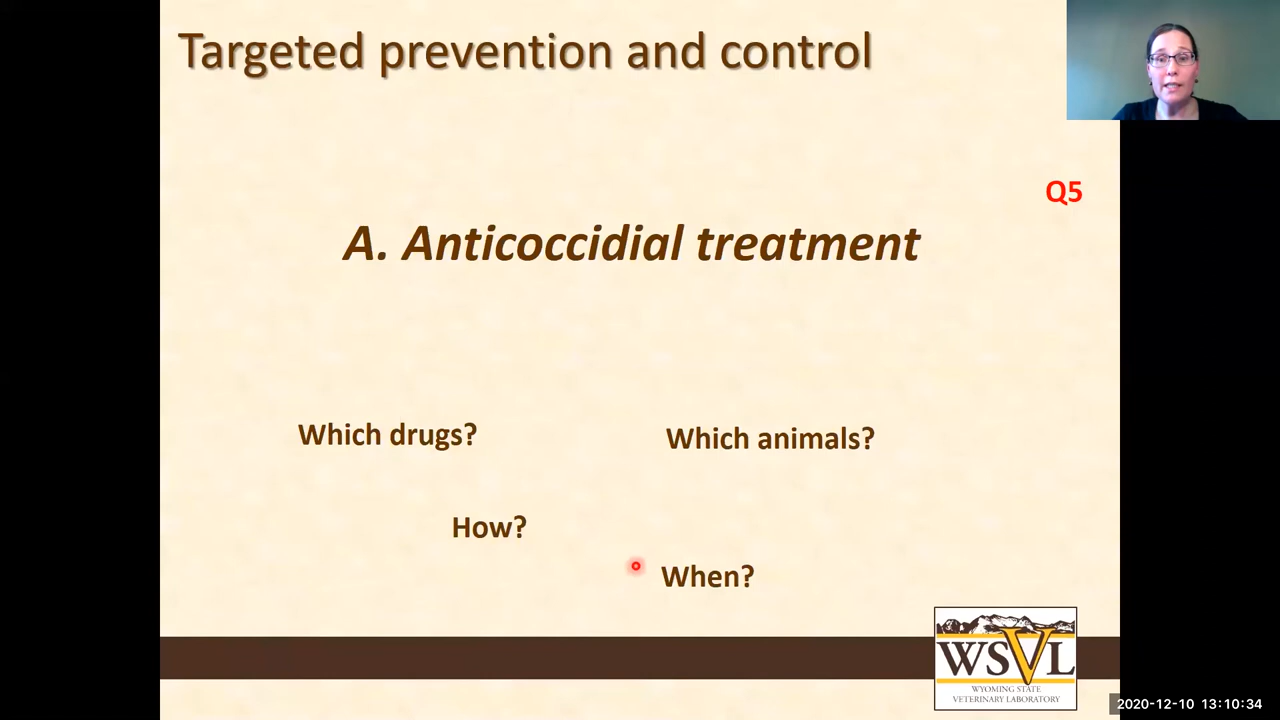 Targeted prevention and control
Q5
A. Anticoccidial treatment
Which drugs?
Which animals?
How?
When?
WSVL
WYOMING STATE
VETERINARY LABORATORY
2020-12-10 13:10:34